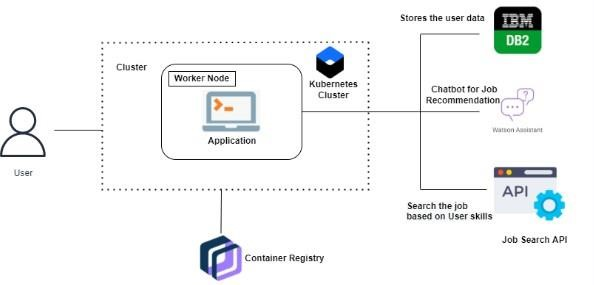 Stores the user data
IBM
DB2
Cluster
Worker Node
Kubernetes
Cluster
Application
Chatbot for Job
Recommendation
?
Watson Assistant
User
API
Search the job
based on User skills
Job Search API
Container Registry